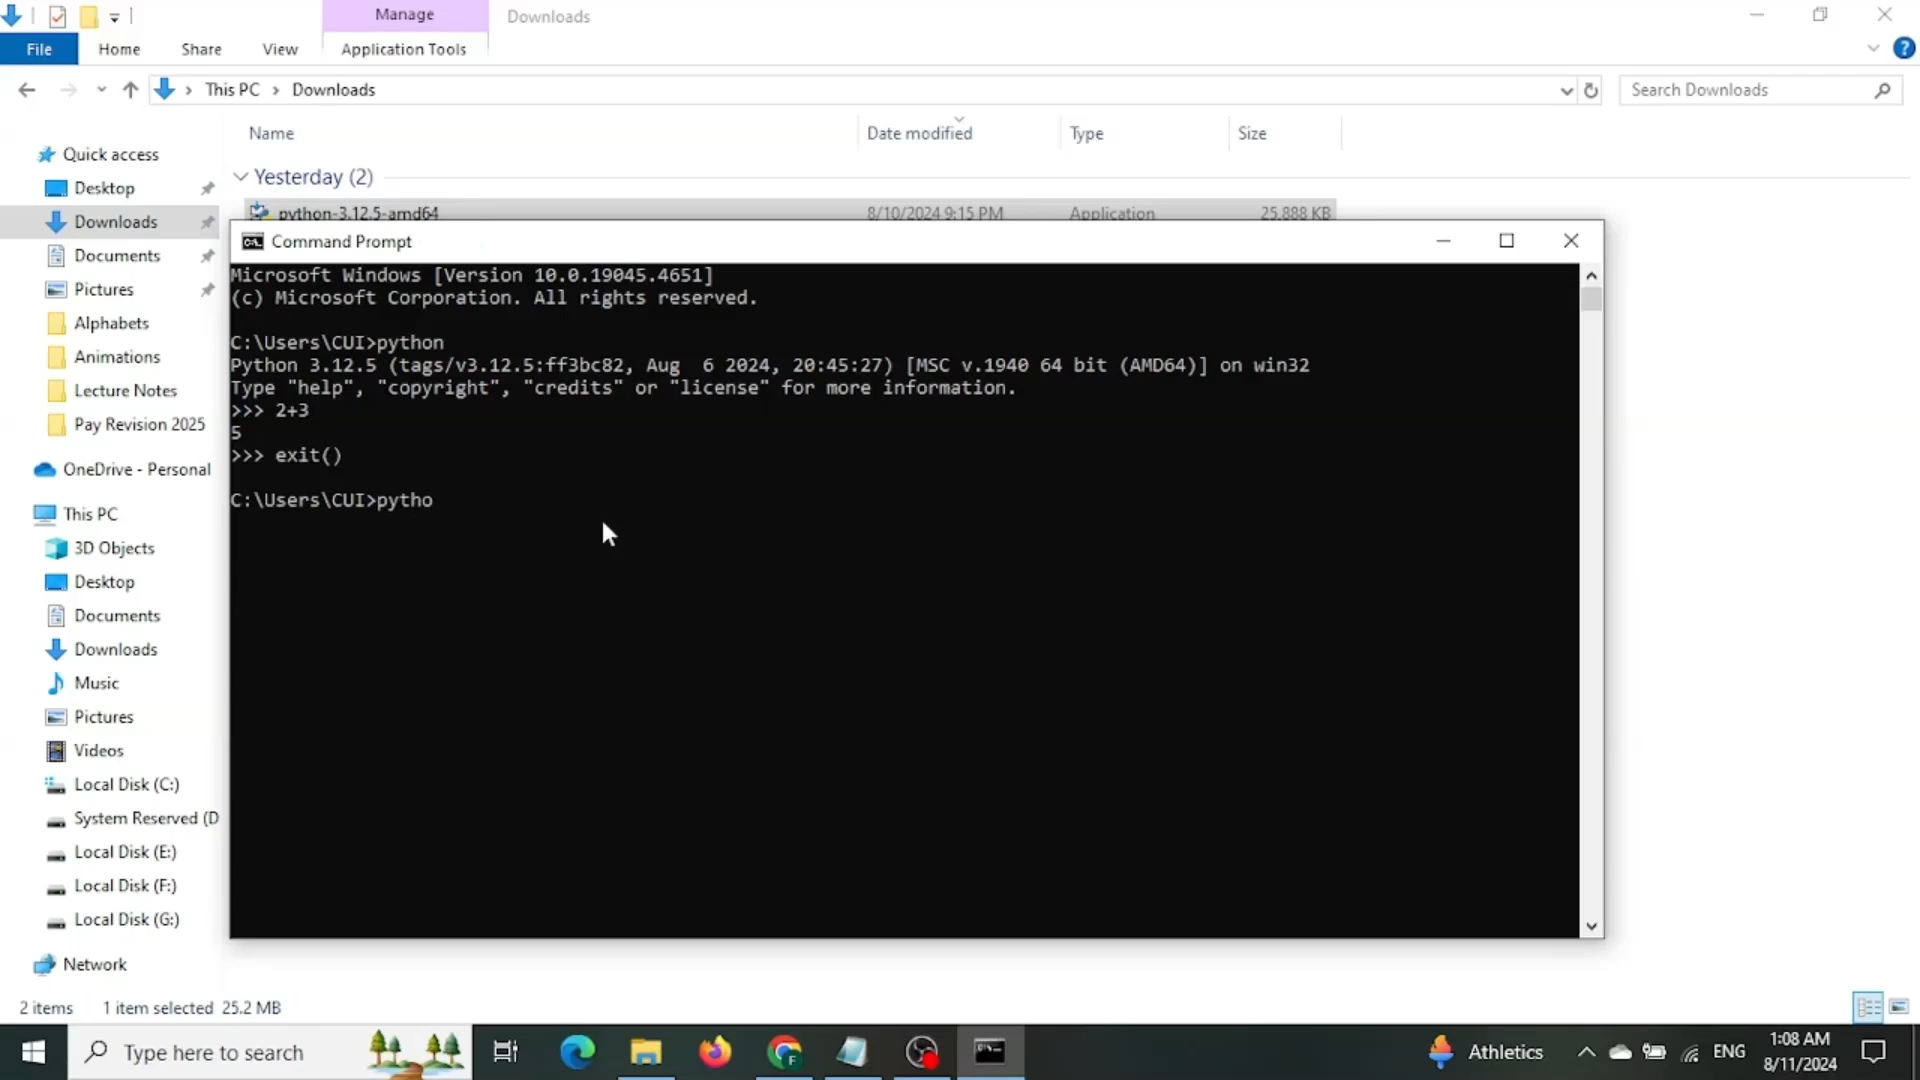 Manage
Downloads
File
Home
Share
View
Application Tools
This PC
Downloads
Search Downloads
Name
Date modified
Type
Size
Quick access
Desktop
Downloads
Documents
Pictures
Alphabets
Animations
Lecture Notes
Pay Revision 2025
OneDrive - Personal
This PC
3D Objects
Desktop
Documents
Downloads
Music
Pictures
Videos
Local Disk (C:)
System Reserved (D
Local Disk (E:)
Local Disk (F:)
Local Disk (G:)
Network
Yesterday (2)
python-3.12.5-amd64 8/10/2024 9:15 PM Application 25,888 KB
Command Prompt
Microsoft Windows [Version 10.0.19045.4651]
(c) Microsoft Corporation. All rights reserved.
C:\Users\CUI>python
Python 3.12.5 (tags/v3.12.5:ff3bc82, Aug  6 2024, 20:45:27) [MSC v.1940 64 bit (AMD64)] on win32
Type "help", "copyright", "credits" or "license" for more information.
>>> 2+3
5
>>> exit()
C:\Users\CUI>pytho
2 items
1 item selected 25.2 MB
Type here to search
Athletics
ENG
1:08 AM
8/11/2024